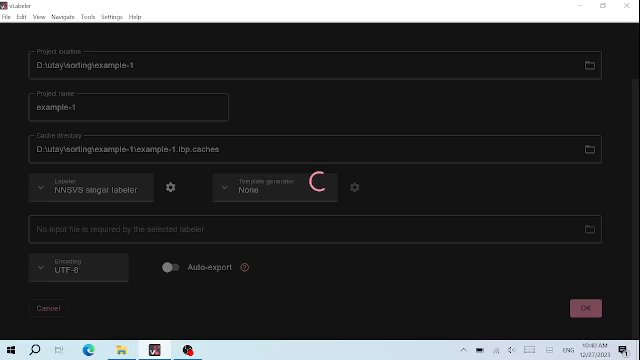 vLabeler
File Edit View Navigate Tools Settings Help
Project location
D:\utay\sorting\example-1
Project name
example-1
Cache directory
D:\utay\sorting\example-1\example-1.lbp.caches
Labeler
NNSVS singer labeler
Template generator
None
No input file is required by the selected labeler
Encoding
UTF-8
Auto-export
Cancel
OK
ENG
10:40 AM
12/27/2023